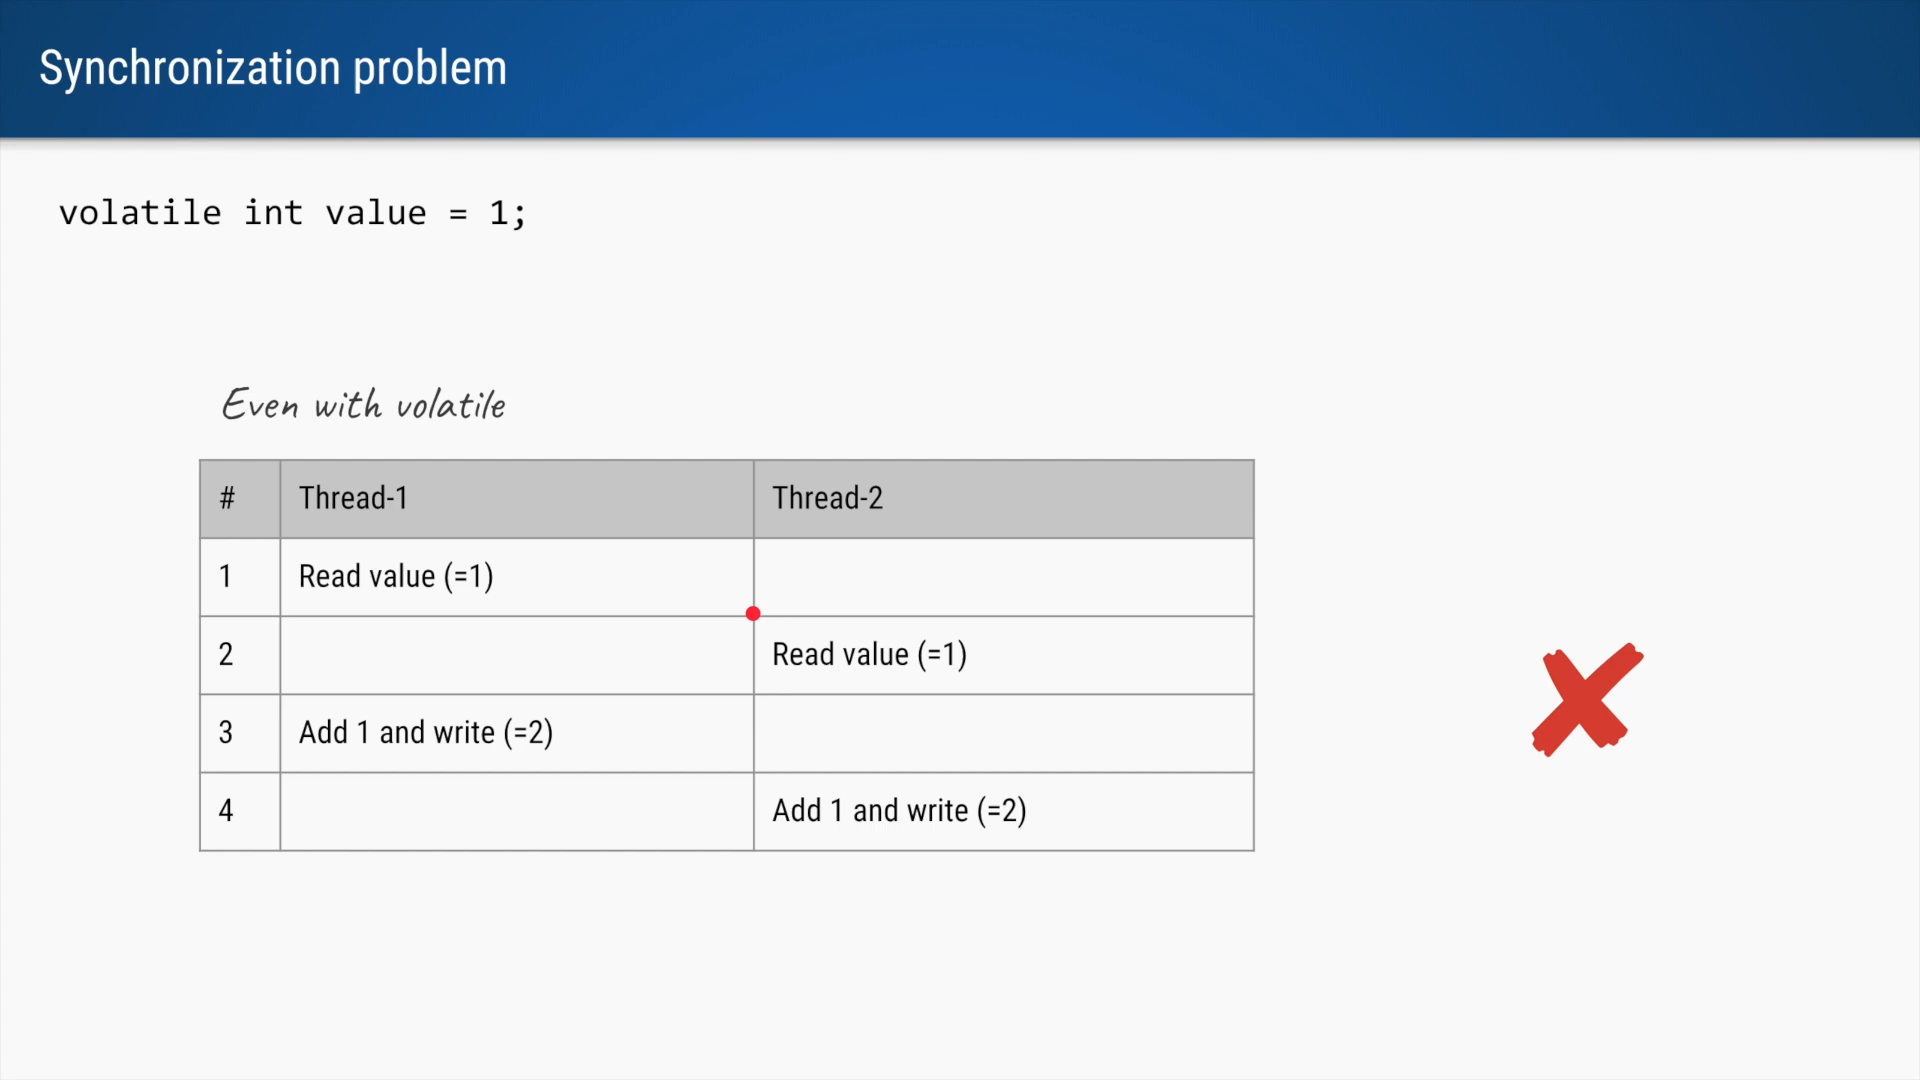 Synchronization problem
volatile int value = 1;
Even with volatile
# Thread-1 Thread-2
1 Read value (=1)
2 Read value (=1)
3 Add 1 and write (=2)
4 Add 1 and write (=2)